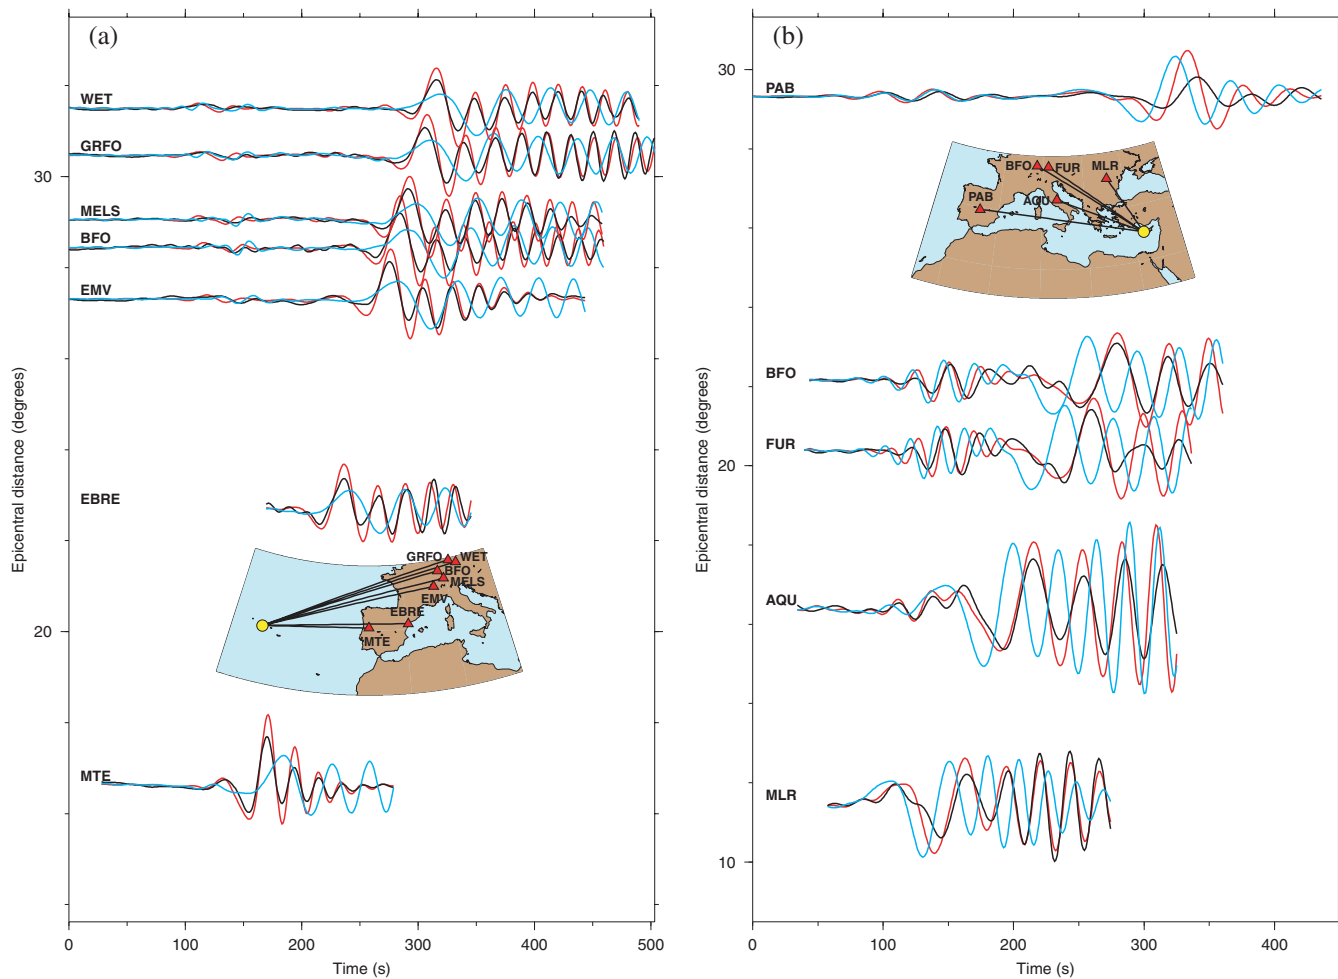 (a)
WET
GRFO
30
MELS
BFO
EMV
Epicentral distance (degrees)
EBRE
GRFO
WET
BFO
MELS
EMV
EBRE
MTE
20
MTE
0
100
200
300
400
500
Time (s)
(b)
30
PAB
BFO
FUR
MLR
PAB
AQU
BFO
Epicentral distance (degrees)
FUR
20
AQU
MLR
10
0
100
200
300
400
Time (s)